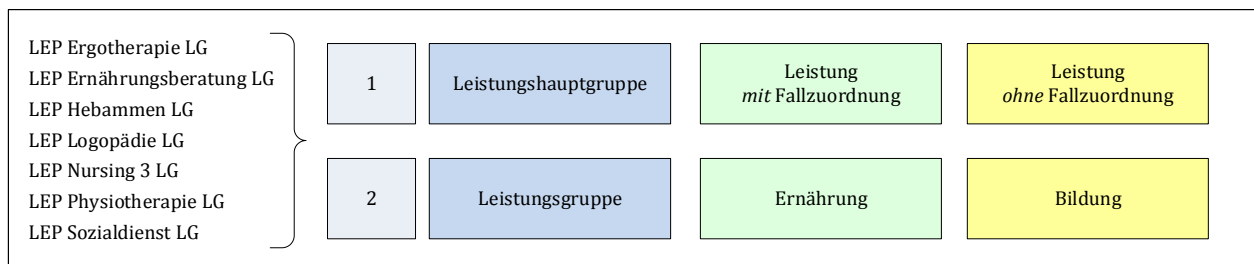 LEP Ergotherapie LG
LEP Ernährungsberatung LG
LEP Hebammen LG
LEP Logopädie LG
LEP Nursing 3 LG
LEP Physiotherapie LG
LEP Sozialdienst LG
1
Leistungshauptgruppe
Leistung
mit Fallzuordnung
Leistung
ohne Fallzuordnung
2
Leistungsgruppe
Ernährung
Bildung